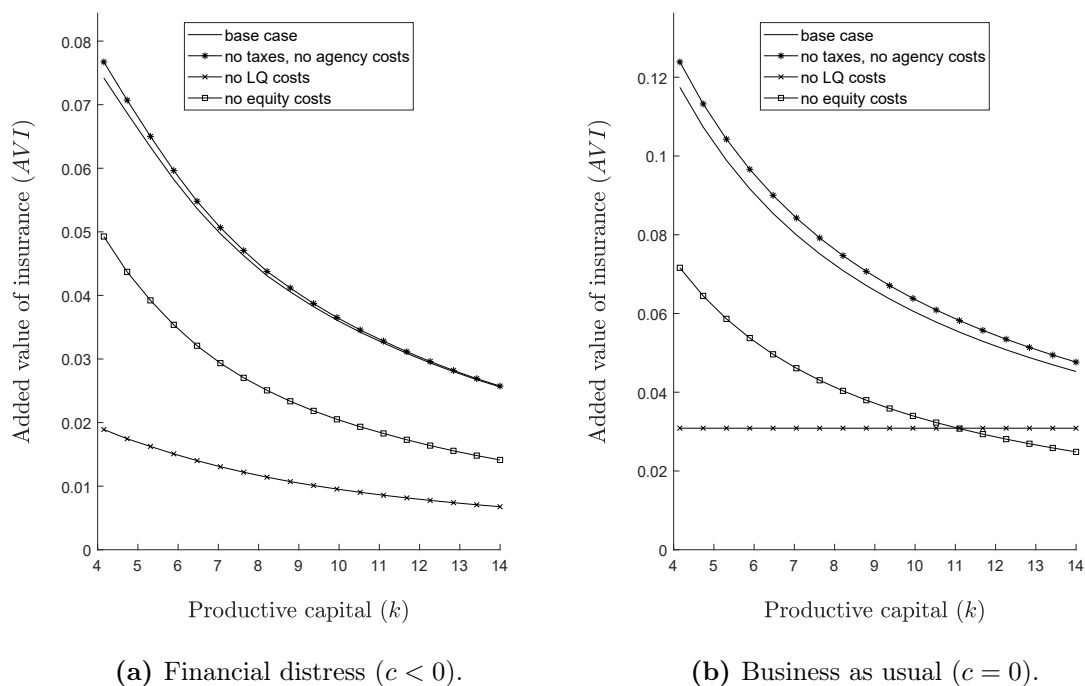 base case
no taxes, no agency costs
no LQ costs
no equity costs
Added value of insurance (AVI)
0.08
0.07
0.06
0.05
0.04
0.03
0.02
0.01
0
4 5 6 7 8 9 10 11 12 13 14
Productive capital (k)
(a) Financial distress (c < 0).
base case
no taxes, no agency costs
no LQ costs
no equity costs
Added value of insurance (AVI)
0.12
0.1
0.08
0.06
0.04
0.02
0
4 5 6 7 8 9 10 11 12 13 14
Productive capital (k)
(b) Business as usual (c = 0).